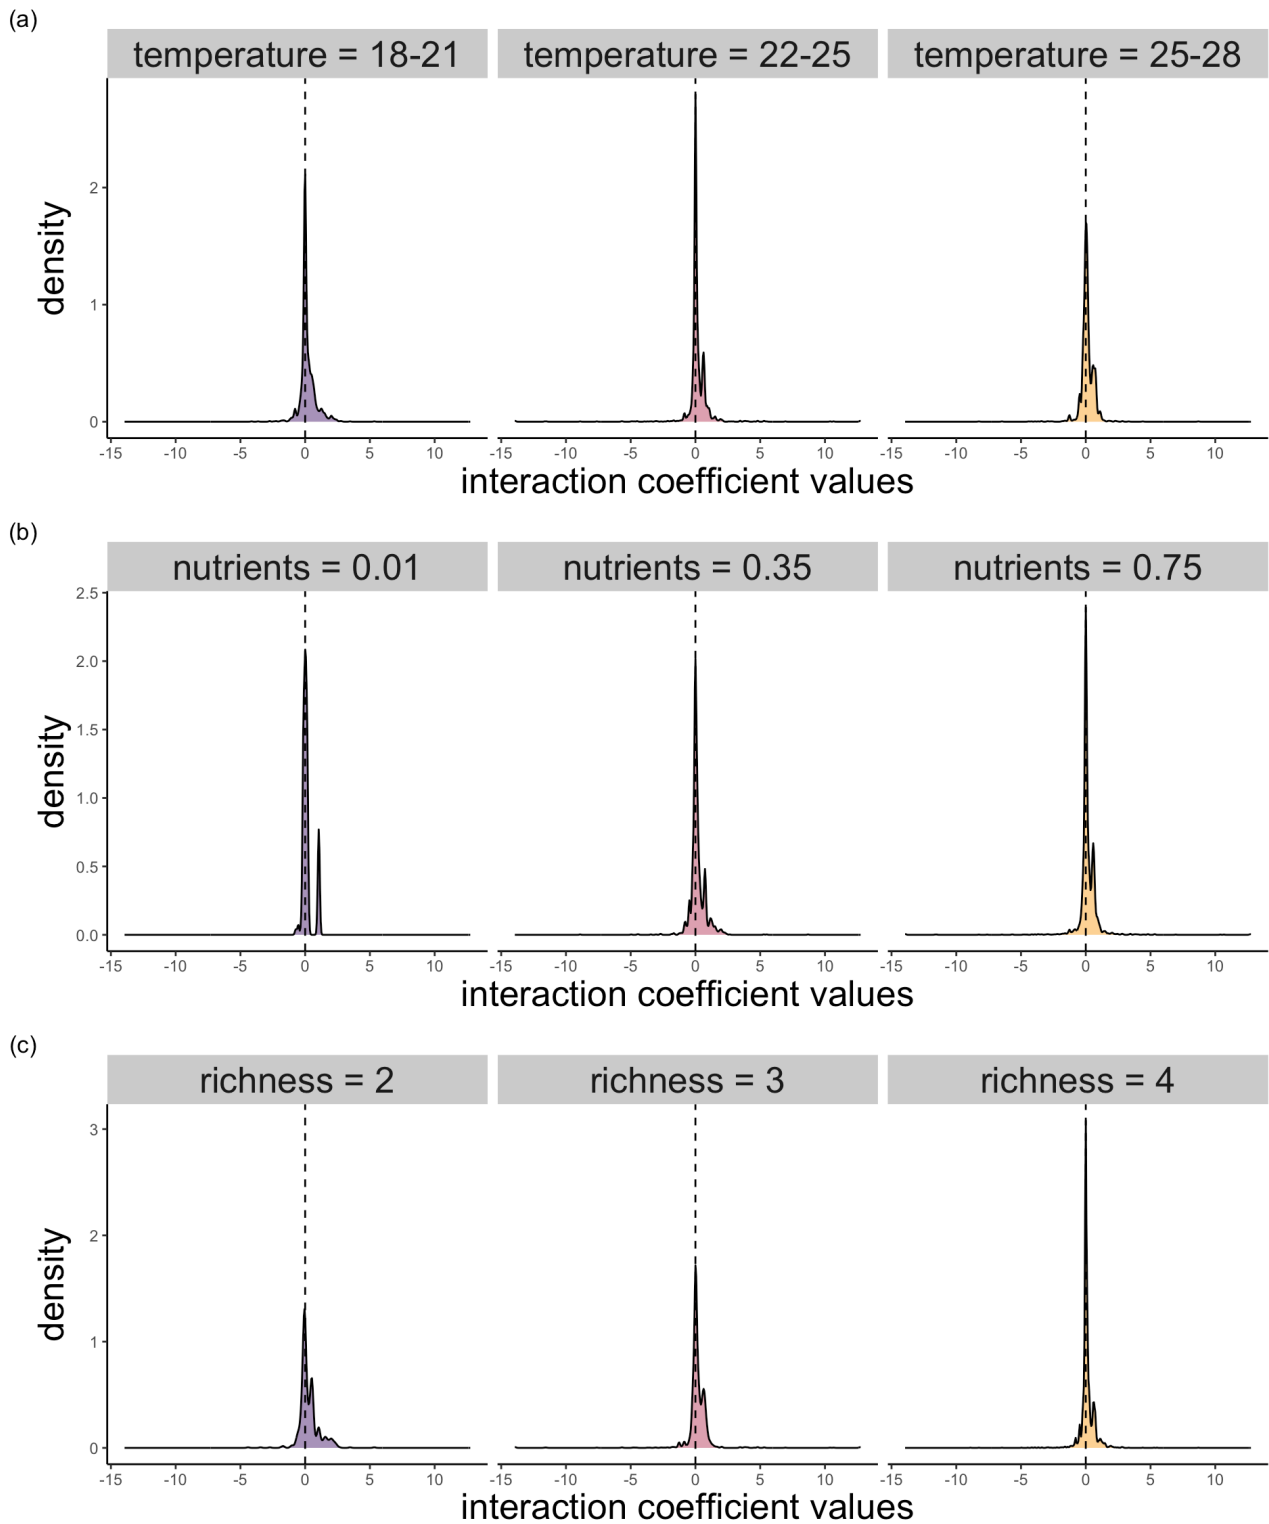 (a)
temperature = 18-21 temperature = 22-25 temperature = 25-28
density
2
1
0
-15 -10 -5 0 5 10 -15 -10 -5 0 5 10 -15 -10 -5 0 5 10
interaction coefficient values
(b)
nutrients = 0.01 nutrients = 0.35 nutrients = 0.75
density
2.5
2.0
1.5
1.0
0.5
0.0
-15 -10 -5 0 5 10 -15 -10 -5 0 5 10 -15 -10 -5 0 5 10
interaction coefficient values
(c)
richness = 2 richness = 3 richness = 4
density
3
2
1
0
-15 -10 -5 0 5 10 -15 -10 -5 0 5 10 -15 -10 -5 0 5 10
interaction coefficient values